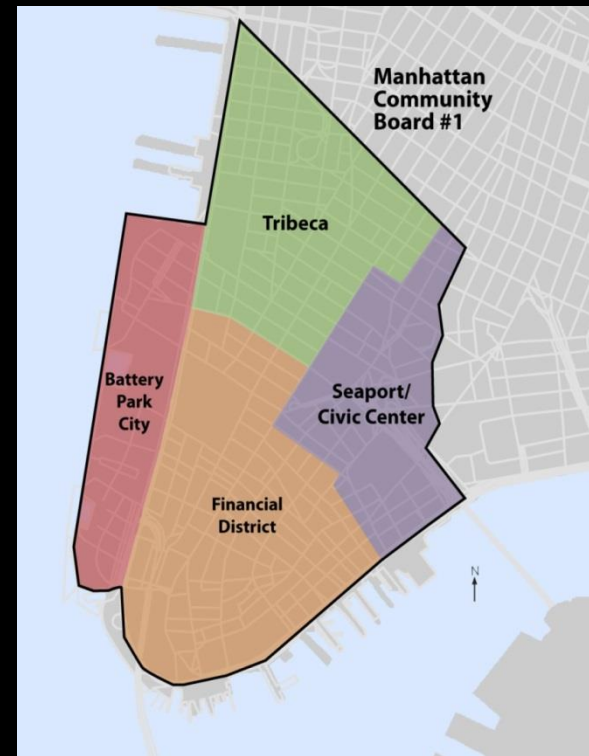 Manhattan
Community
Board #1
Tribeca
Battery
Park
City
Seaport/
Civic Center
Financial
District
N